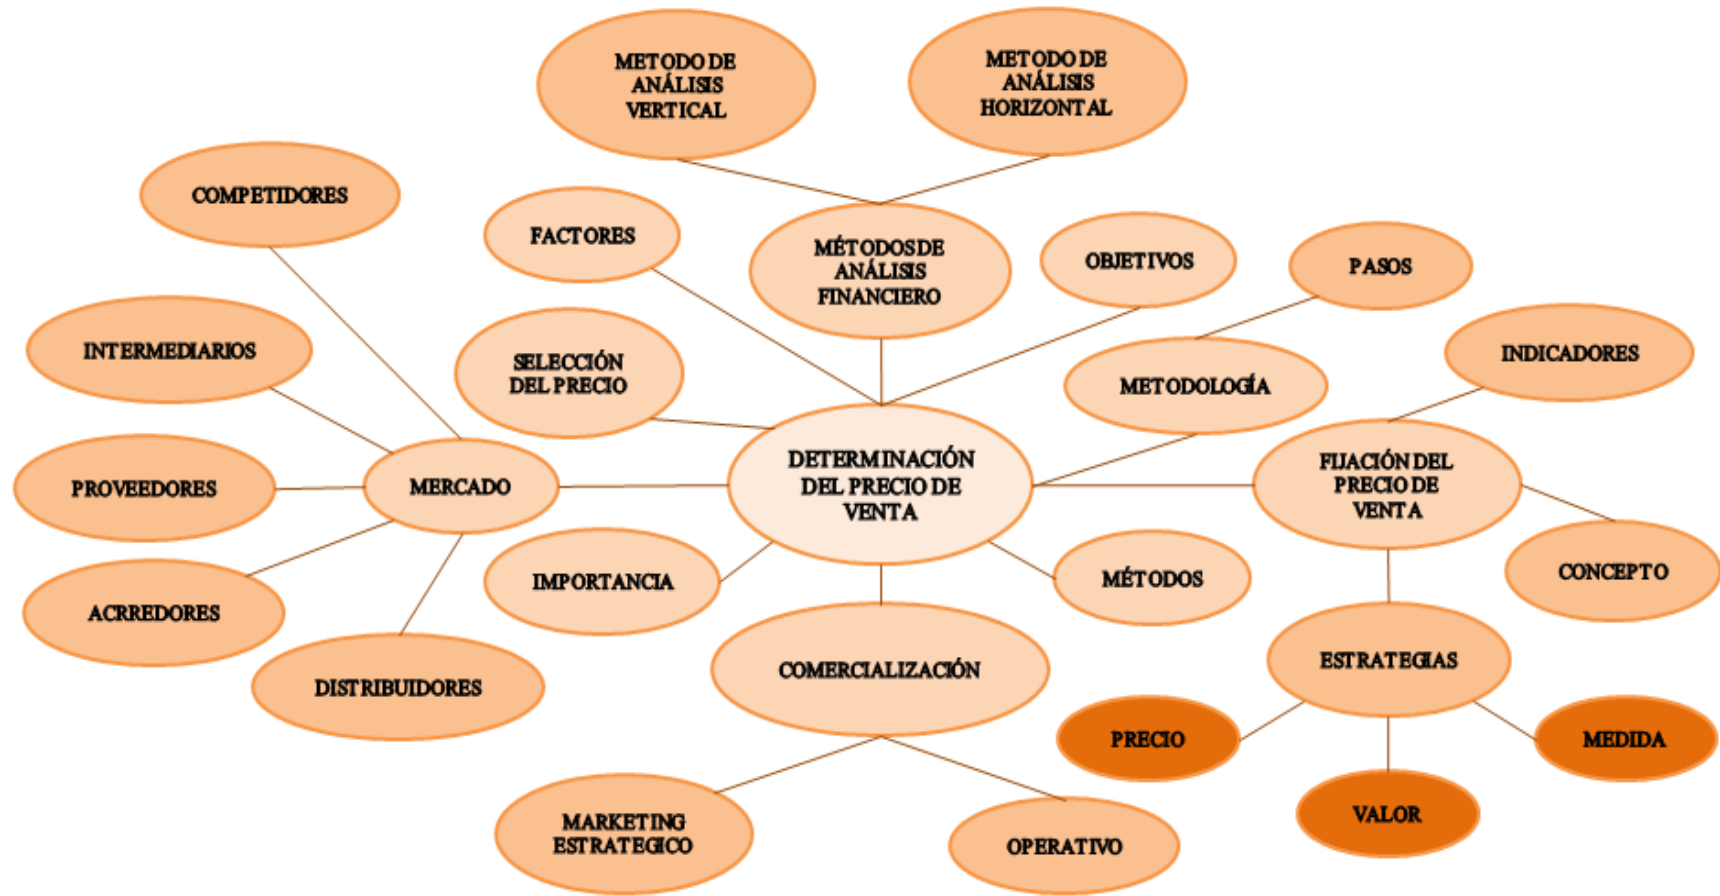 METODO DE
ANÁLISIS
VERTICAL
METODO DE
ANÁLISIS
HORIZONTAL
COMPETIDORES
FACTORES
MÉTODOS DE
ANÁLISIS
FINANCIERO
OBJETIVOS
PASOS
INTERMEDIARIOS
SELECCIÓN
DEL PRECIO
METODOLOGÍA
INDICADORES
PROVEEDORES
MERCADO
DETERMINACIÓN
DEL PRECIO DE
VENTA
FIJACIÓN DEL
PRECIO DE
VENTA
ACRREDORES
IMPORTANCIA
MÉTODOS
CONCEPTO
DISTRIBUIDORES
COMERCIALIZACIÓN
ESTRATEGIAS
PRECIO
VALOR
MEDIDA
MARKETING
ESTRATEGICO
OPERATIVO